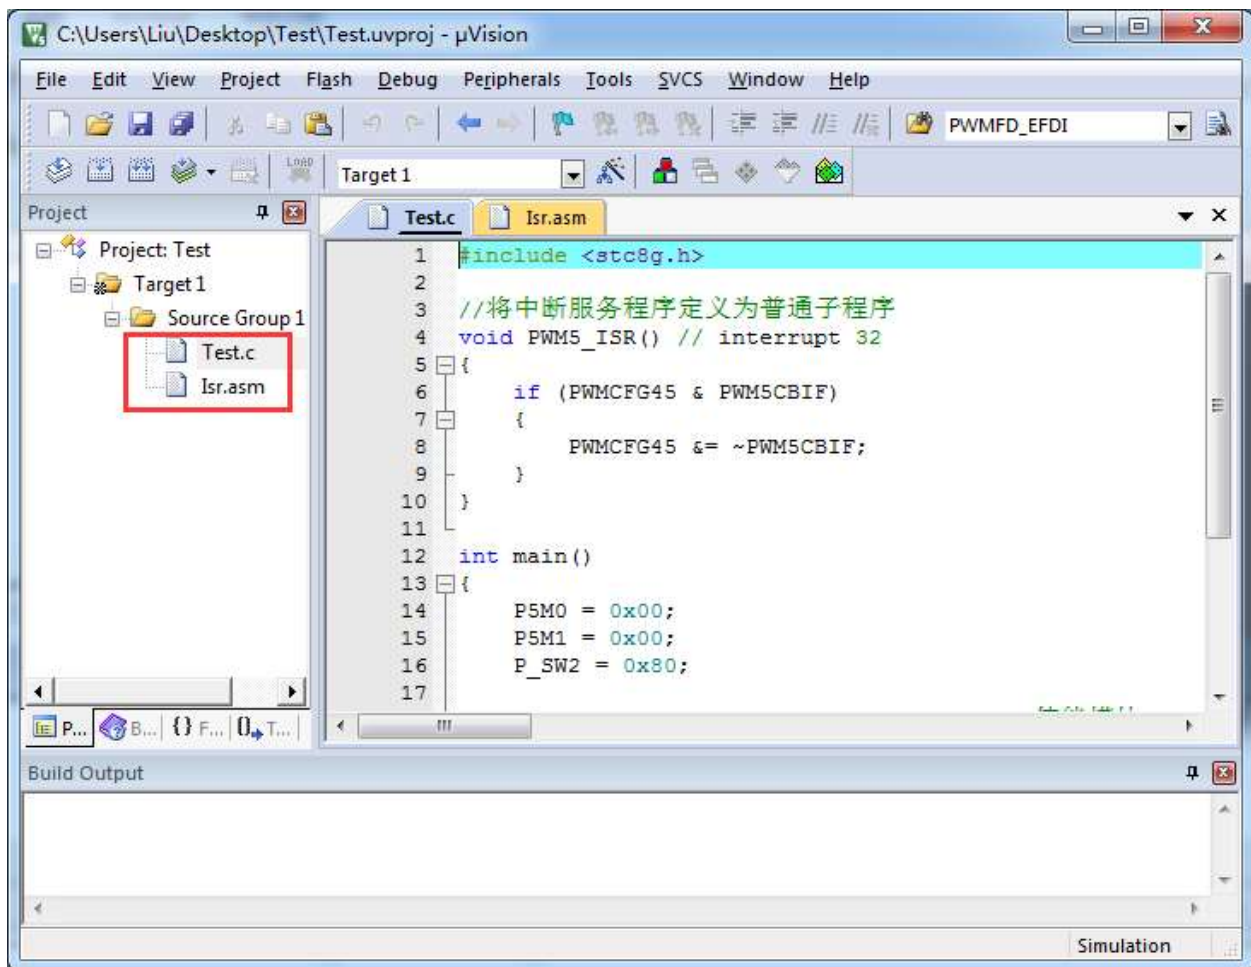 C:\Users\Liu\Desktop\Test\Test.uvproj - µVision
File Edit View Project Flash Debug Peripherals Tools SVCS Window Help
PWMFD_EFDI
LOAD Target 1
Project
Test.c Isr.asm
Project: Test
Target 1
Source Group 1
Test.c
Isr.asm
1 #include <stc8g.h>
2
3 //将中断服务程序定义为普通子程序
4 void PWM5_ISR() // interrupt 32
5 {
6 if (PWMCFG45 & PWM5CBIF)
7 {
8 PWMCFG45 &= ~PWM5CBIF;
9 }
10 }
11
12 int main()
13 {
14 P5M0 = 0x00;
15 P5M1 = 0x00;
16 P_SW2 = 0x80;
17
P... B... {} F... 0 T...
Build Output
Simulation